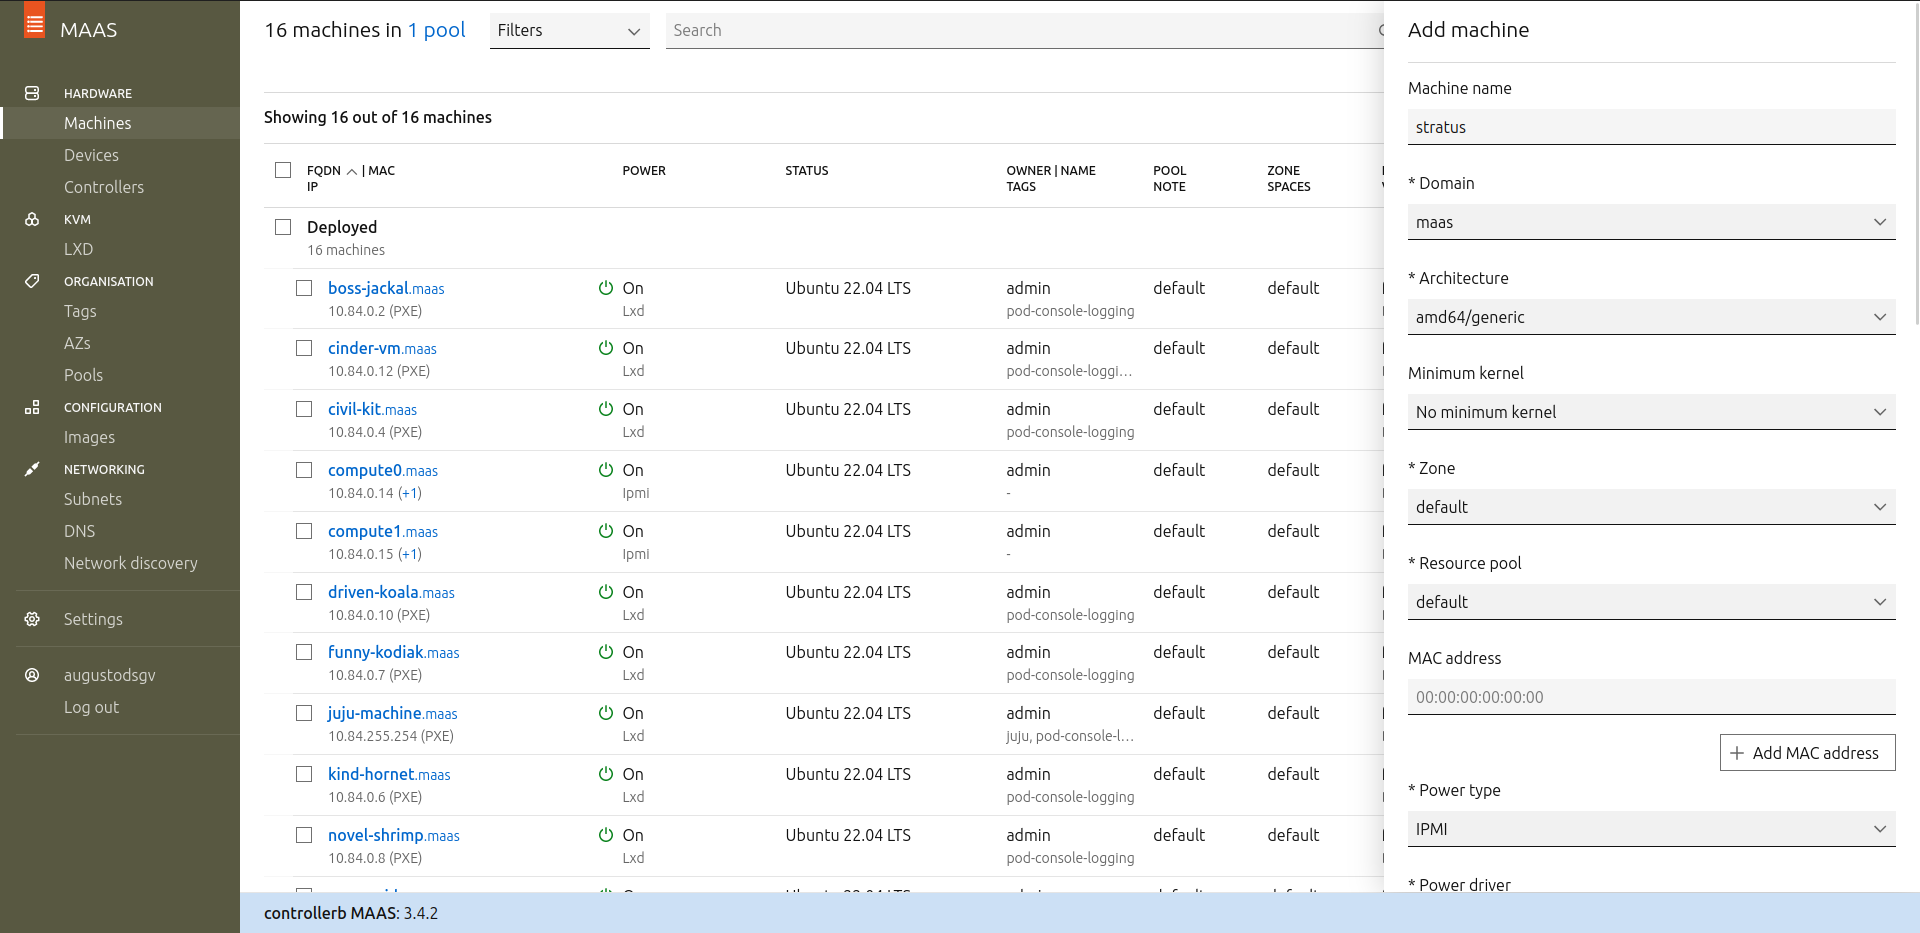 MAAS
HARDWARE
Machines
Devices
Controllers
KVM
LXD
ORGANISATION
Tags
AZs
Pools
CONFIGURATION
Images
NETWORKING
Subnets
DNS
Network discovery
Settings
augustodsgv
Log out
16 machines in 1 pool
Filters
Search
Showing 16 out of 16 machines
FQDN | MAC POWER STATUS OWNER | NAME POOL ZONE
IP TAGS NOTE SPACES
Deployed
16 machines
boss-jackal.maas On Ubuntu 22.04 LTS admin default default
10.84.0.2 (PXE) Lxd pod-console-logging
cinder-vm.maas On Ubuntu 22.04 LTS admin default default
10.84.0.12 (PXE) Lxd pod-console-loggi…
civil-kit.maas On Ubuntu 22.04 LTS admin default default
10.84.0.4 (PXE) Lxd pod-console-logging
compute0.maas On Ubuntu 22.04 LTS admin default default
10.84.0.14 (+1) Ipmi -
compute1.maas On Ubuntu 22.04 LTS admin default default
10.84.0.15 (+1) Ipmi -
driven-koala.maas On Ubuntu 22.04 LTS admin default default
10.84.0.10 (PXE) Lxd pod-console-logging
funny-kodiak.maas On Ubuntu 22.04 LTS admin default default
10.84.0.7 (PXE) Lxd pod-console-logging
juju-machine.maas On Ubuntu 22.04 LTS admin default default
10.84.255.254 (PXE) Lxd juju, pod-console-l…
kind-hornet.maas On Ubuntu 22.04 LTS admin default default
10.84.0.6 (PXE) Lxd pod-console-logging
novel-shrimp.maas On Ubuntu 22.04 LTS admin default default
10.84.0.8 (PXE) Lxd pod-console-logging
Add machine
Machine name
stratus
* Domain
maas
* Architecture
amd64/generic
Minimum kernel
No minimum kernel
* Zone
default
* Resource pool
default
MAC address
00:00:00:00:00:00
Add MAC address
* Power type
IPMI
* Power driver
controllerb MAAS: 3.4.2